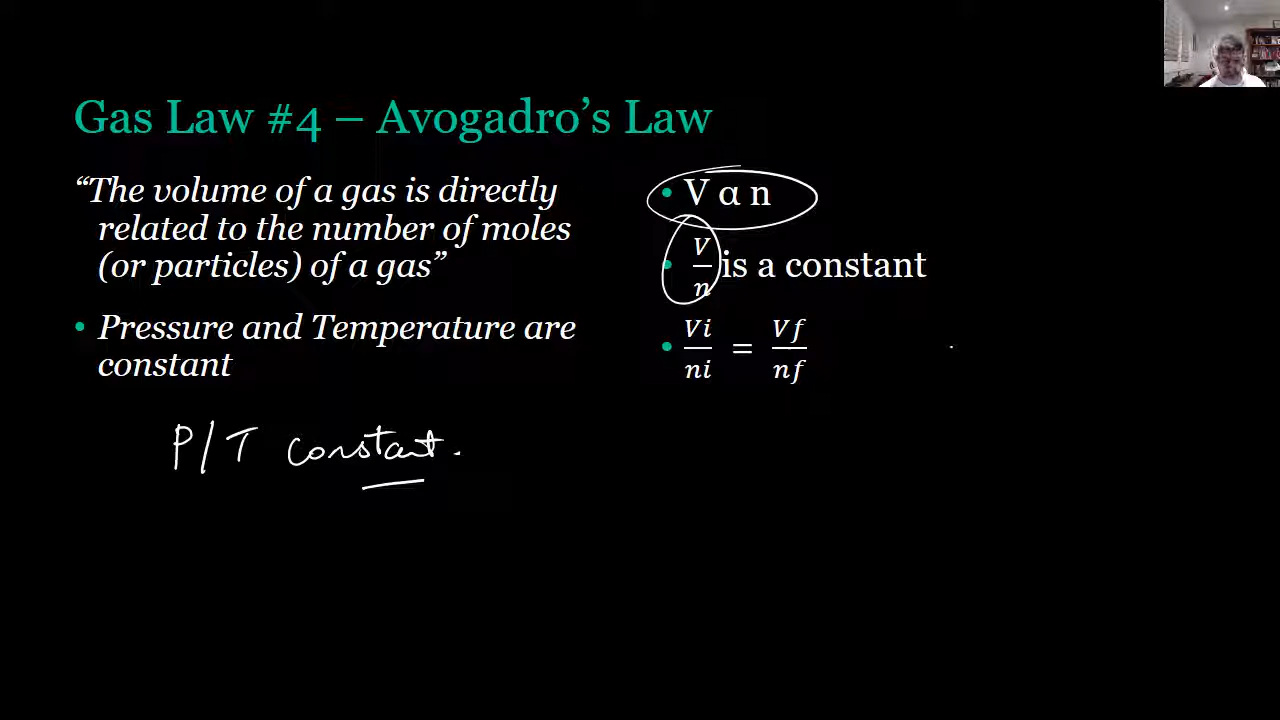 Gas Law #4 – Avogadro’s Law
“The volume of a gas is directly
related to the number of moles
(or particles) of a gas”
• Pressure and Temperature are
constant
P/T constant.
• V α n
• V/n is a constant
• Vi/ni = Vf/nf